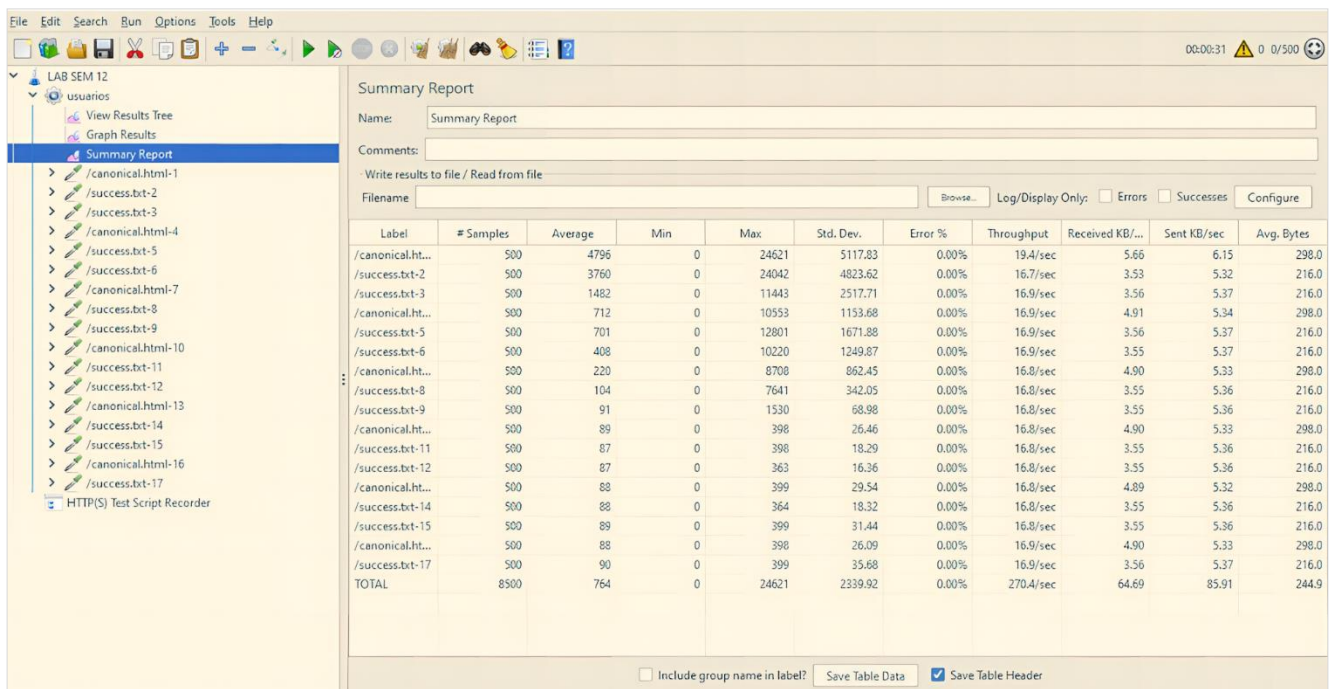 File Edit Search Run Options Tools Help
00:00:31 0 0/500
LAB SEM 12
usuarios
View Results Tree
Graph Results
Summary Report
/canonical.html-1
/success.txt-2
/success.txt-3
/canonical.html-4
/success.txt-5
/success.txt-6
/canonical.html-7
/success.txt-8
/success.txt-9
/canonical.html-10
/success.txt-11
/success.txt-12
/canonical.html-13
/success.txt-14
/success.txt-15
/canonical.html-16
/success.txt-17
HTTP(S) Test Script Recorder
Summary Report
Name: Summary Report
Comments:
Write results to file / Read from file
Filename Browse... Log/Display Only: Errors Successes Configure
Label # Samples Average Min Max Std. Dev. Error % Throughput Received KB/... Sent KB/sec Avg. Bytes
/canonical.ht... 500 4796 0 24621 5117.83 0.00% 19.4/sec 5.66 6.15 298.0
/success.txt-2 500 3760 0 24042 4823.62 0.00% 16.7/sec 3.53 5.32 216.0
/success.txt-3 500 1482 0 11443 2517.71 0.00% 16.9/sec 3.56 5.37 216.0
/canonical.ht... 500 712 0 10553 1153.68 0.00% 16.9/sec 4.91 5.34 298.0
/success.txt-5 500 701 0 12801 1671.88 0.00% 16.9/sec 3.56 5.37 216.0
/success.txt-6 500 408 0 10220 1249.87 0.00% 16.9/sec 3.55 5.37 216.0
/canonical.ht... 500 220 0 8708 862.45 0.00% 16.8/sec 4.90 5.33 298.0
/success.txt-8 500 104 0 7641 342.05 0.00% 16.8/sec 3.55 5.36 216.0
/success.txt-9 500 91 0 1530 68.98 0.00% 16.8/sec 3.55 5.36 216.0
/canonical.ht... 500 89 0 398 26.46 0.00% 16.8/sec 4.90 5.33 298.0
/success.txt-11 500 87 0 398 18.29 0.00% 16.8/sec 3.55 5.36 216.0
/success.txt-12 500 87 0 363 16.36 0.00% 16.8/sec 3.55 5.36 216.0
/canonical.ht... 500 88 0 399 29.54 0.00% 16.8/sec 4.89 5.32 298.0
/success.txt-14 500 88 0 364 18.32 0.00% 16.8/sec 3.55 5.36 216.0
/success.txt-15 500 89 0 399 31.44 0.00% 16.8/sec 3.55 5.36 216.0
/canonical.ht... 500 88 0 398 26.09 0.00% 16.9/sec 4.90 5.33 298.0
/success.txt-17 500 90 0 399 35.68 0.00% 16.9/sec 3.56 5.37 216.0
TOTAL 8500 764 0 24621 2339.92 0.00% 270.4/sec 64.69 85.91 244.9
Include group name in label? Save Table Data Save Table Header